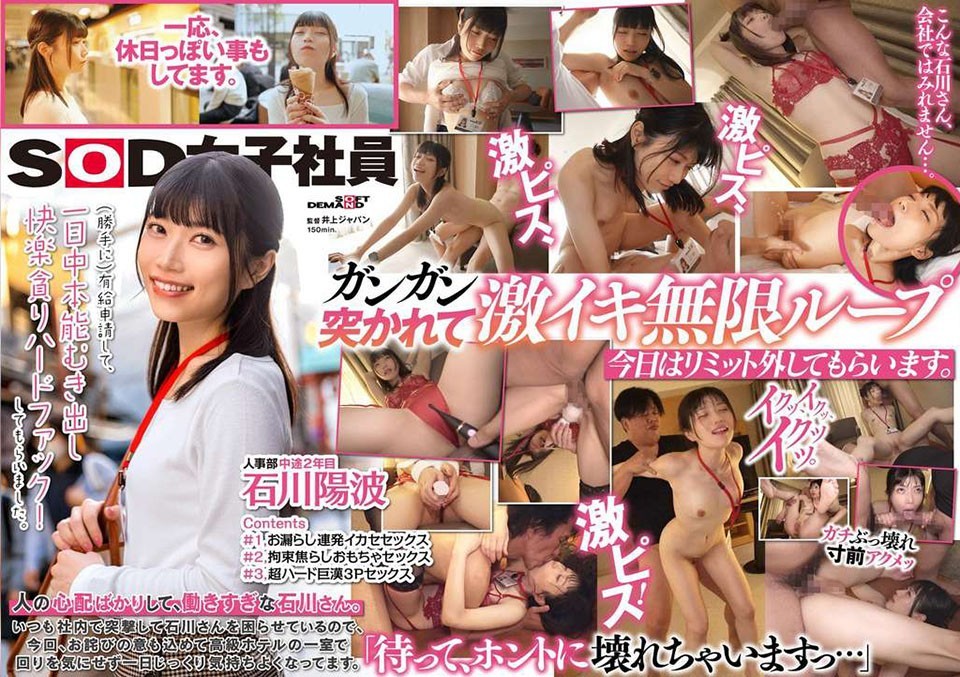 一応、
休日っぽい事も
してます。
SOD女子社員
SOFT ON DEMAND
監督 井上ジャパン
150min.
(勝手に)有給申請して、
一日中本能むき出し
快楽貪りハードファック!
してもらいました。
人事部 中途2年目
石川陽波
Contents
#1. お漏らし連発イカセセックス
#2. 拘束焦らしおもちゃセックス
#3. 超ハード巨漢3Pセックス
人の心配ばかりして、働きすぎな石川さん。
いつも社内で突撃して石川さんを困らせているので、
今回、お詫びの意も込めて高級ホテルの一室で
回りを気にせず一日じっくり気持ちよくなってます。
こんな石川さん、
会社ではみれません…。
激ピス、
激ピス、
ガンガン
突かれて激イキ無限ループ
今日はリミット外してもらいます。
イクッ、イクッ、
イクッ
イッ。
激ピス!
ガチぶっ壊れ
寸前アクメッ
「待って、ホントに壊れちゃいますっ…」